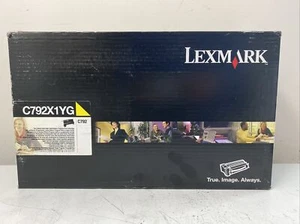 LEXMARK
C792X1YG
C792
True. Image. Always.